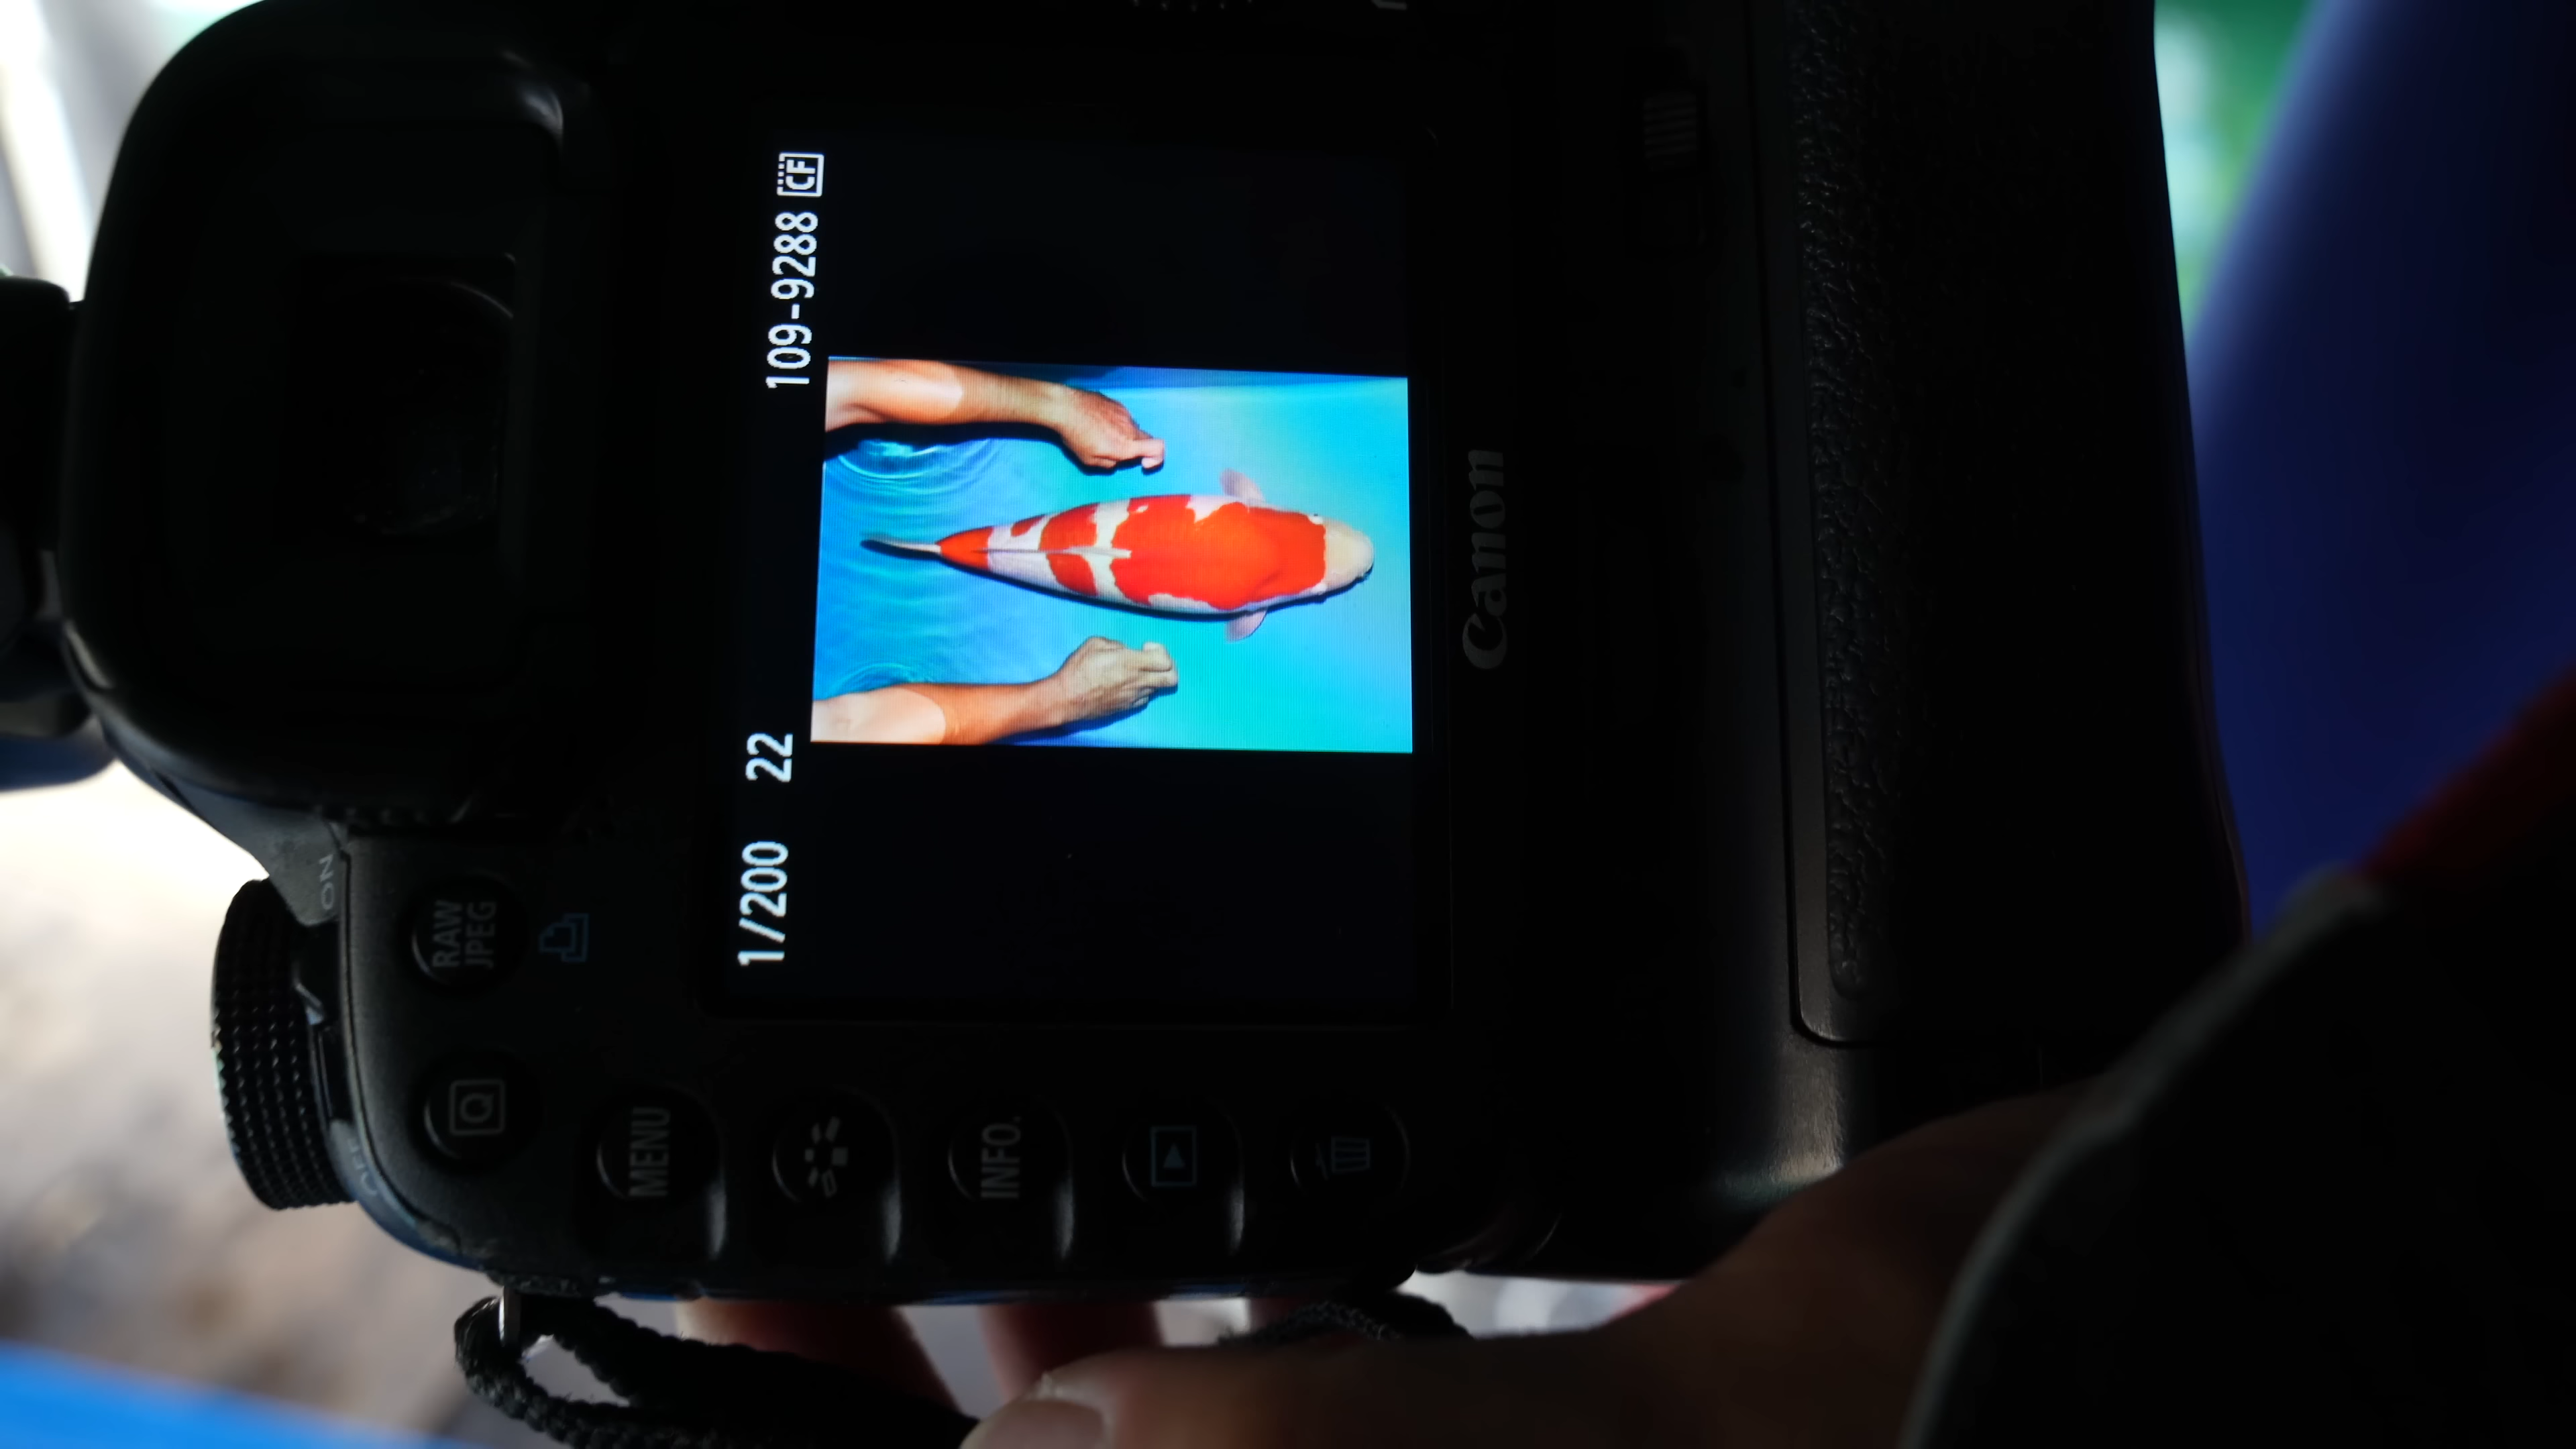 1/200 22 109-9288 CF
RAW
JPEG
ON
Q
MENU
INFO.
Canon